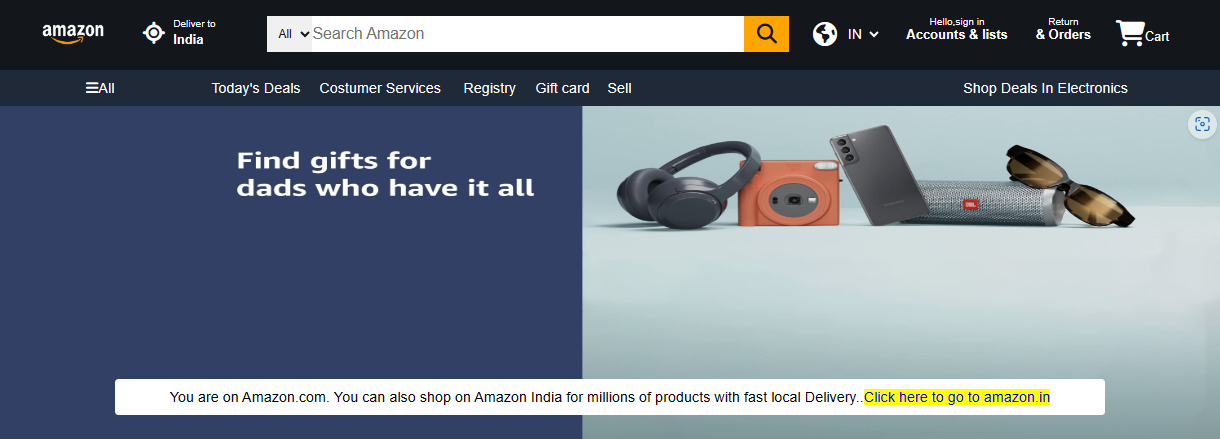 amazon
Deliver to
India
All
Search Amazon
IN
Hello,sign in
Accounts & lists
Return
& Orders
Cart
All
Today's Deals
Costumer Services
Registry
Gift card
Sell
Shop Deals In Electronics
Find gifts for
dads who have it all
JBL
You are on Amazon.com. You can also shop on Amazon India for millions of products with fast local Delivery..Click here to go to amazon.in